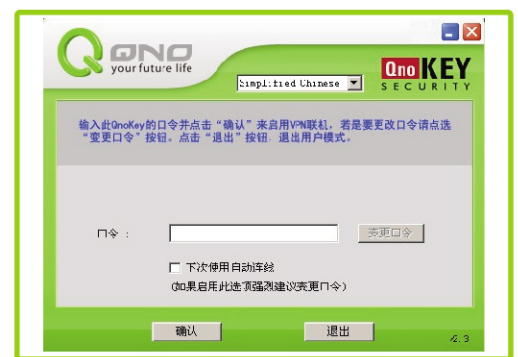 QNO
your future life
Simplified Chinese
Qno KEY
SECURITY
输入此QnoKey的口令并点击“确认”来启用VPN联机，若是要更改口令请点选
“变更口令”按钮。点击“退出”按钮，退出用户模式。
口令：
变更口令
下次使用自动连线
(如果启用此选项强烈建议变更口令)
确认
退出